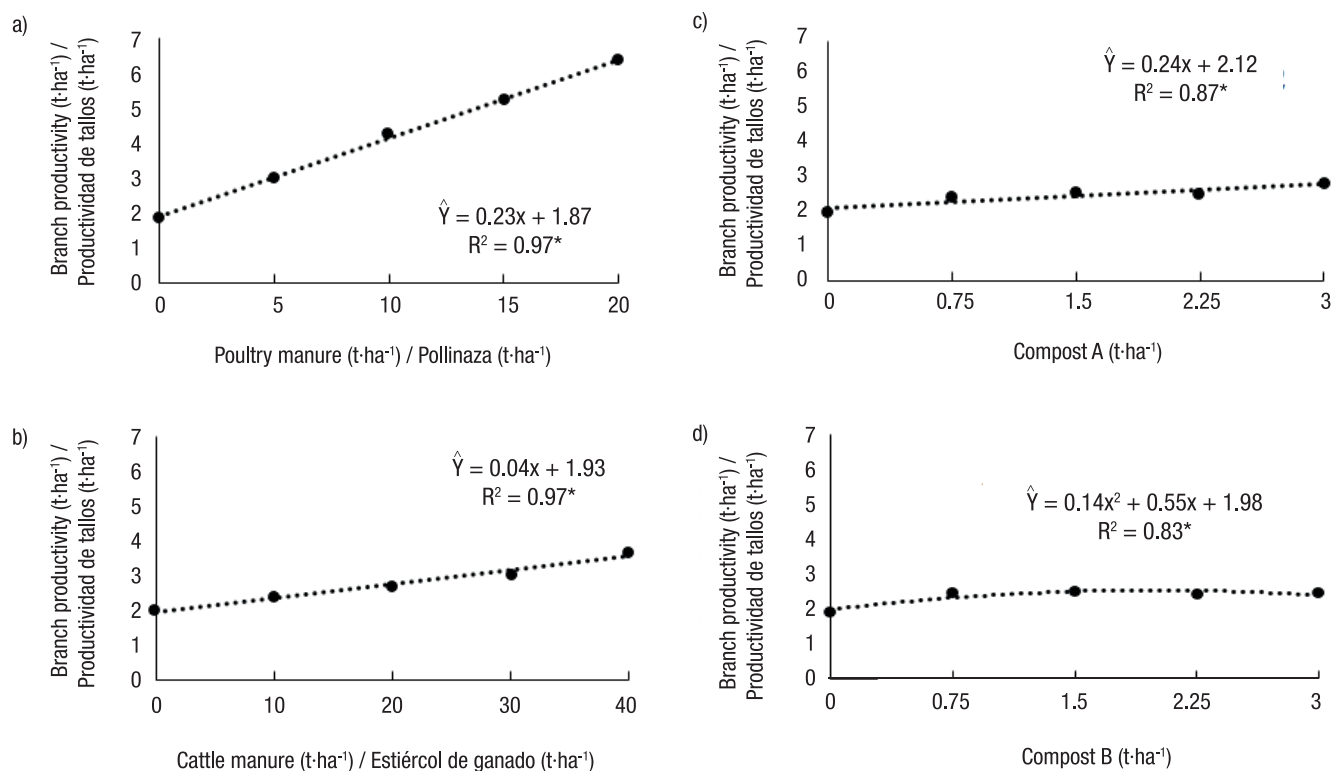 a)
Branch productivity (t·ha⁻¹) /
Productividad de tallos (t·ha⁻¹)
7
6
5
4
3
2
1
0
Ŷ = 0.23x + 1.87
R² = 0.97*
0 5 10 15 20
Poultry manure (t·ha⁻¹) / Pollinaza (t·ha⁻¹)
b)
Branch productivity (t·ha⁻¹) /
Productividad de tallos (t·ha⁻¹)
7
6
5
4
3
2
1
0
Ŷ = 0.04x + 1.93
R² = 0.97*
0 10 20 30 40
Cattle manure (t·ha⁻¹) / Estiércol de ganado (t·ha⁻¹)
c)
Branch productivity (t·ha⁻¹) /
Productividad de tallos (t·ha⁻¹)
7
6
5
4
3
2
1
0
Ŷ = 0.24x + 2.12
R² = 0.87*
0 0.75 1.5 2.25 3
Compost A (t·ha⁻¹)
d)
Branch productivity (t·ha⁻¹) /
Productividad de tallos (t·ha⁻¹)
7
6
5
4
3
2
1
0
Ŷ = 0.14x² + 0.55x + 1.98
R² = 0.83*
0 0.75 1.5 2.25 3
Compost B (t·ha⁻¹)